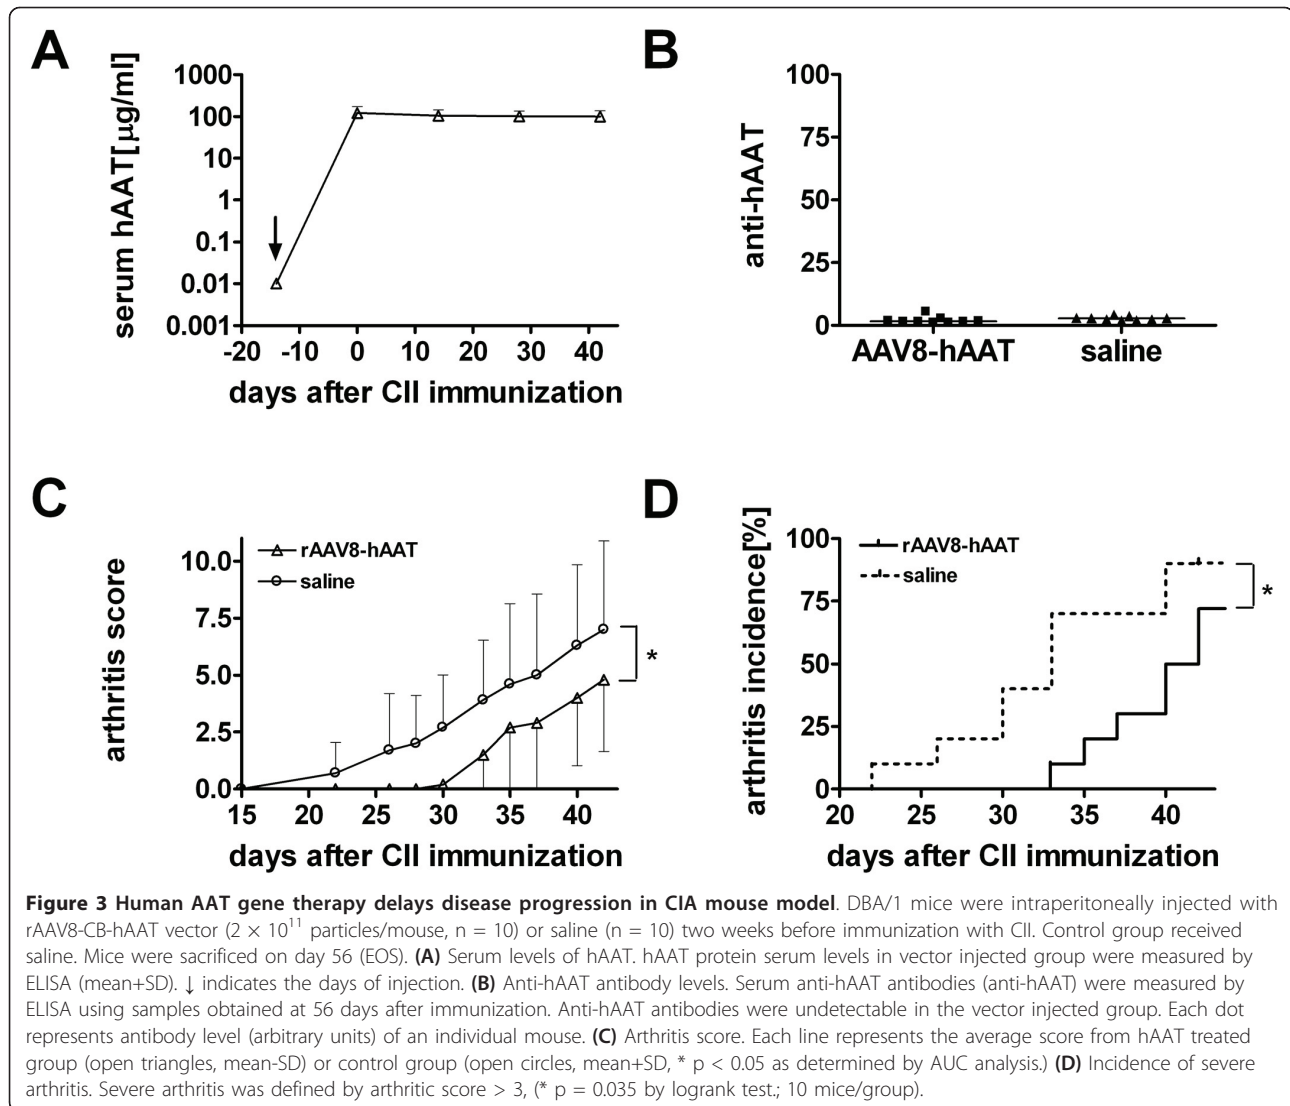 A
1000
100
10
1
0.1
0.01
0.001
serum hAAT[μg/ml]
-20 -10 0 10 20 30 40
days after CII immunization
B
100
75
50
25
0
anti-hAAT
AAV8-hAAT saline
C
rAAV8-hAAT
saline
10.0
7.5
5.0
2.5
0.0
arthritis score
*
15 20 25 30 35 40
days after CII immunization
D
rAAV8-hAAT
saline
100
75
50
25
0
arthritis incidence[%]
*
20 25 30 35 40
days after CII immunization
Figure 3 Human AAT gene therapy delays disease progression in CIA mouse model. DBA/1 mice were intraperitoneally injected with
rAAV8-CB-hAAT vector (2 × 10¹¹ particles/mouse, n = 10) or saline (n = 10) two weeks before immunization with CII. Control group received
saline. Mice were sacrificed on day 56 (EOS). (A) Serum levels of hAAT. hAAT protein serum levels in vector injected group were measured by
ELISA (mean+SD). ↓ indicates the days of injection. (B) Anti-hAAT antibody levels. Serum anti-hAAT antibodies (anti-hAAT) were measured by
ELISA using samples obtained at 56 days after immunization. Anti-hAAT antibodies were undetectable in the vector injected group. Each dot
represents antibody level (arbitrary units) of an individual mouse. (C) Arthritis score. Each line represents the average score from hAAT treated
group (open triangles, mean-SD) or control group (open circles, mean+SD, * p < 0.05 as determined by AUC analysis.) (D) Incidence of severe
arthritis. Severe arthritis was defined by arthritic score > 3, (* p = 0.035 by logrank test.; 10 mice/group).